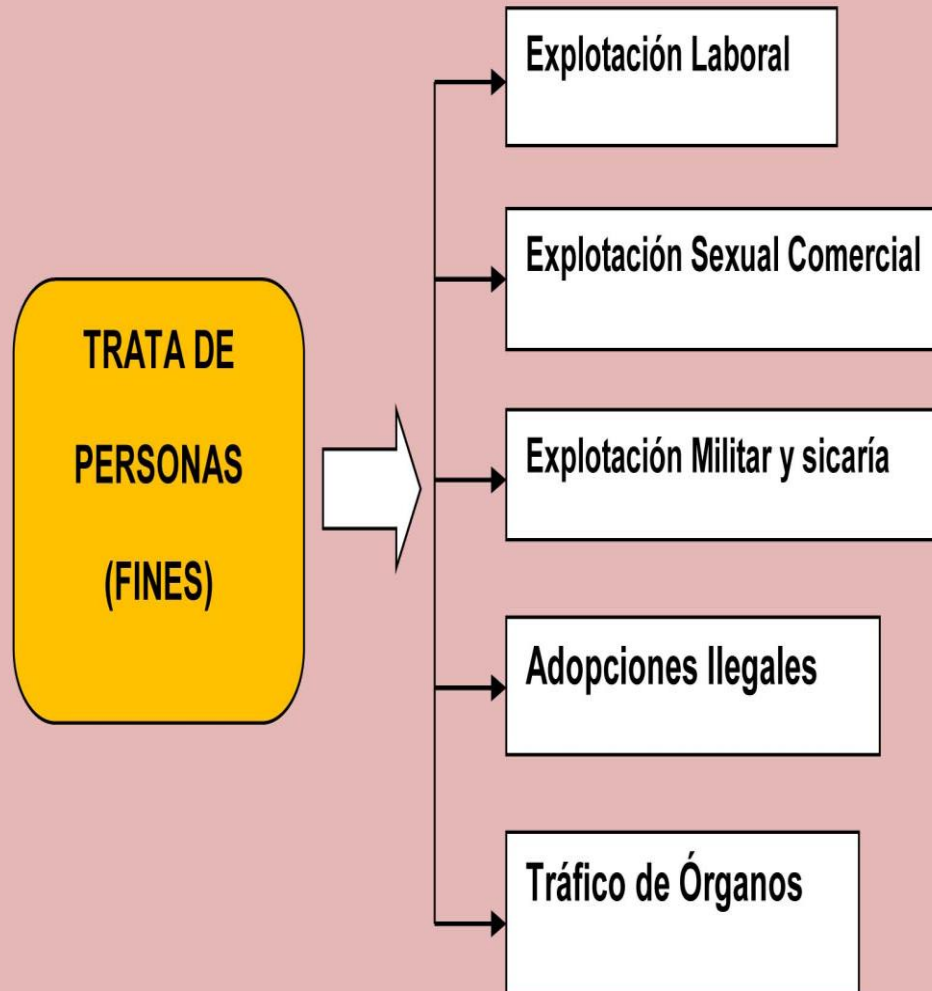 TRATA DE
PERSONAS
(FINES)
Explotación Laboral
Explotación Sexual Comercial
Explotación Militar y sicaría
Adopciones Ilegales
Tráfico de Órganos